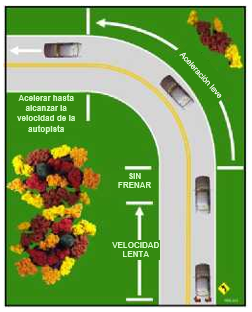 Aceleración leve
Acelerar hasta
alcanzar la
velocidad de la
autopista
SIN
FRENAR
VELOCIDAD
LENTA